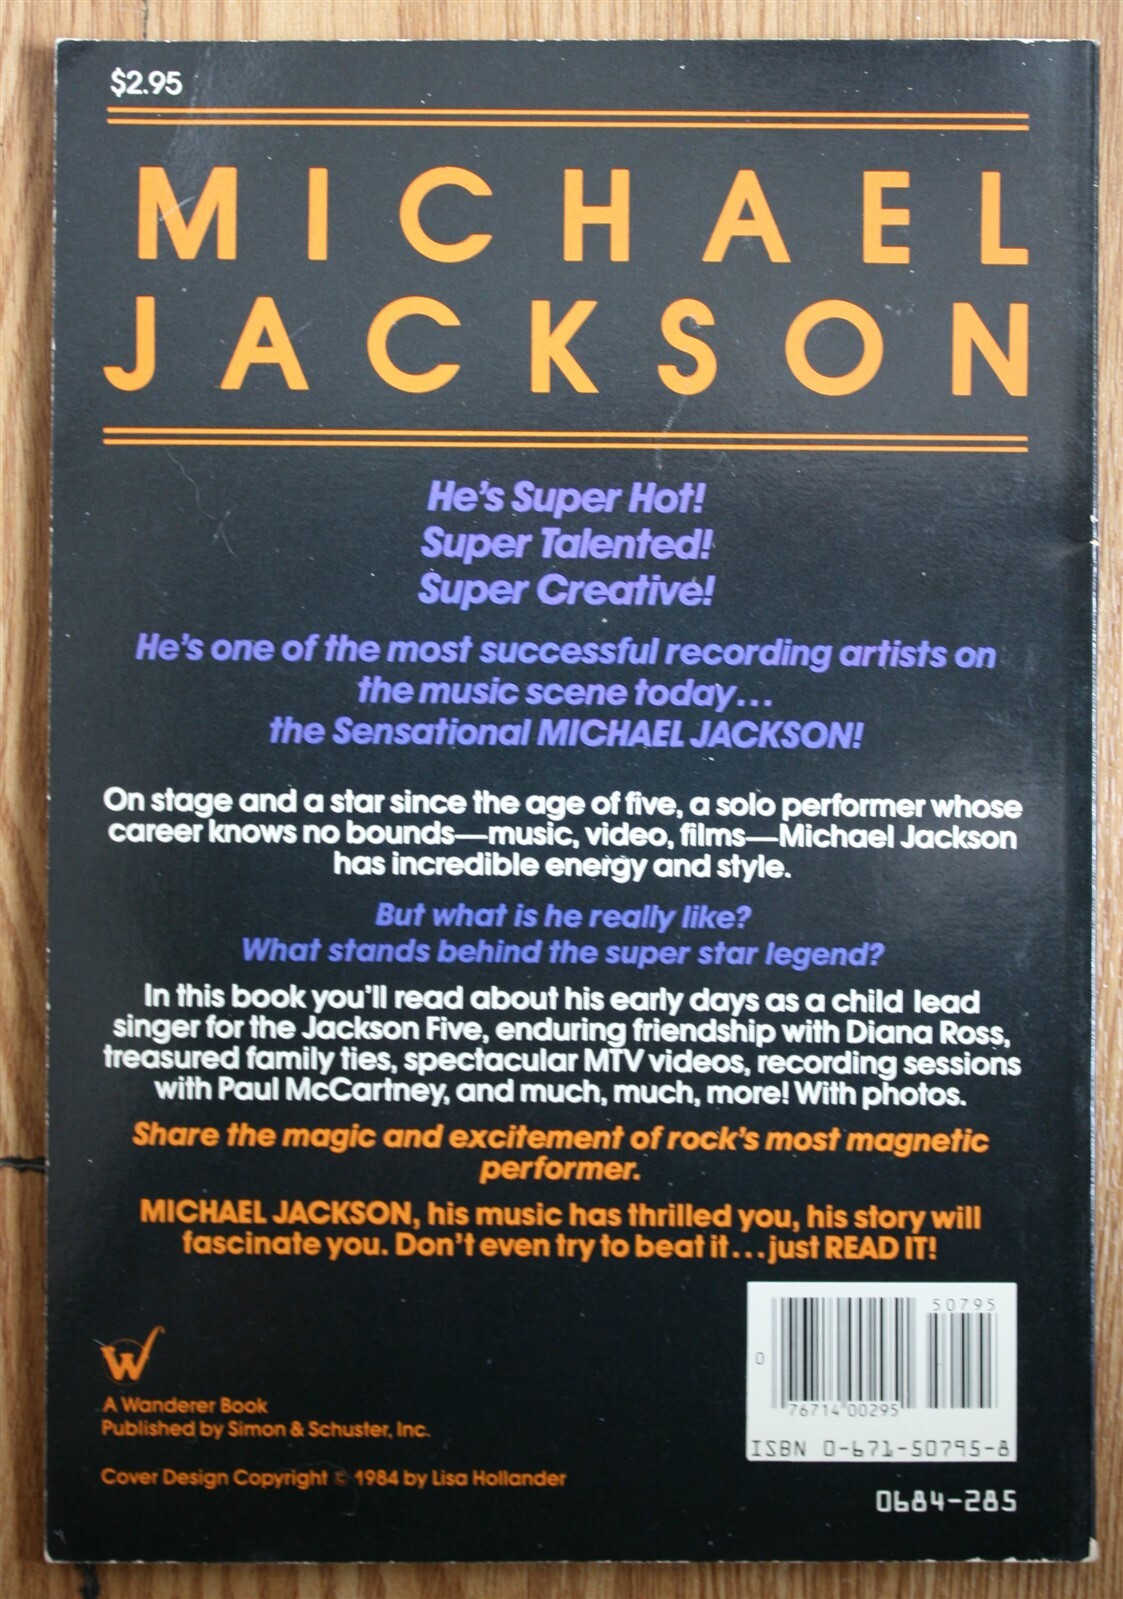 $2.95
MICHAEL
JACKSON
He's Super Hot!
Super Talented!
Super Creative!
He's one of the most successful recording artists on
the music scene today...
the Sensational MICHAEL JACKSON!
On stage and a star since the age of five, a solo performer whose
career knows no bounds—music, video, films—Michael Jackson
has incredible energy and style.
But what is he really like?
What stands behind the super star legend?
In this book you'll read about his early days as a child lead
singer for the Jackson Five, enduring friendship with Diana Ross,
treasured family ties, spectacular MTV videos, recording sessions
with Paul McCartney, and much, much, more! With photos.
Share the magic and excitement of rock's most magnetic
performer.
MICHAEL JACKSON, his music has thrilled you, his story will
fascinate you. Don't even try to beat it...just READ IT!
W
A Wanderer Book
Published by Simon & Schuster, Inc.
Cover Design Copyright © 1984 by Lisa Hollander
50795
0
76714 00295
ISBN 0-671-50795-8
0684-285